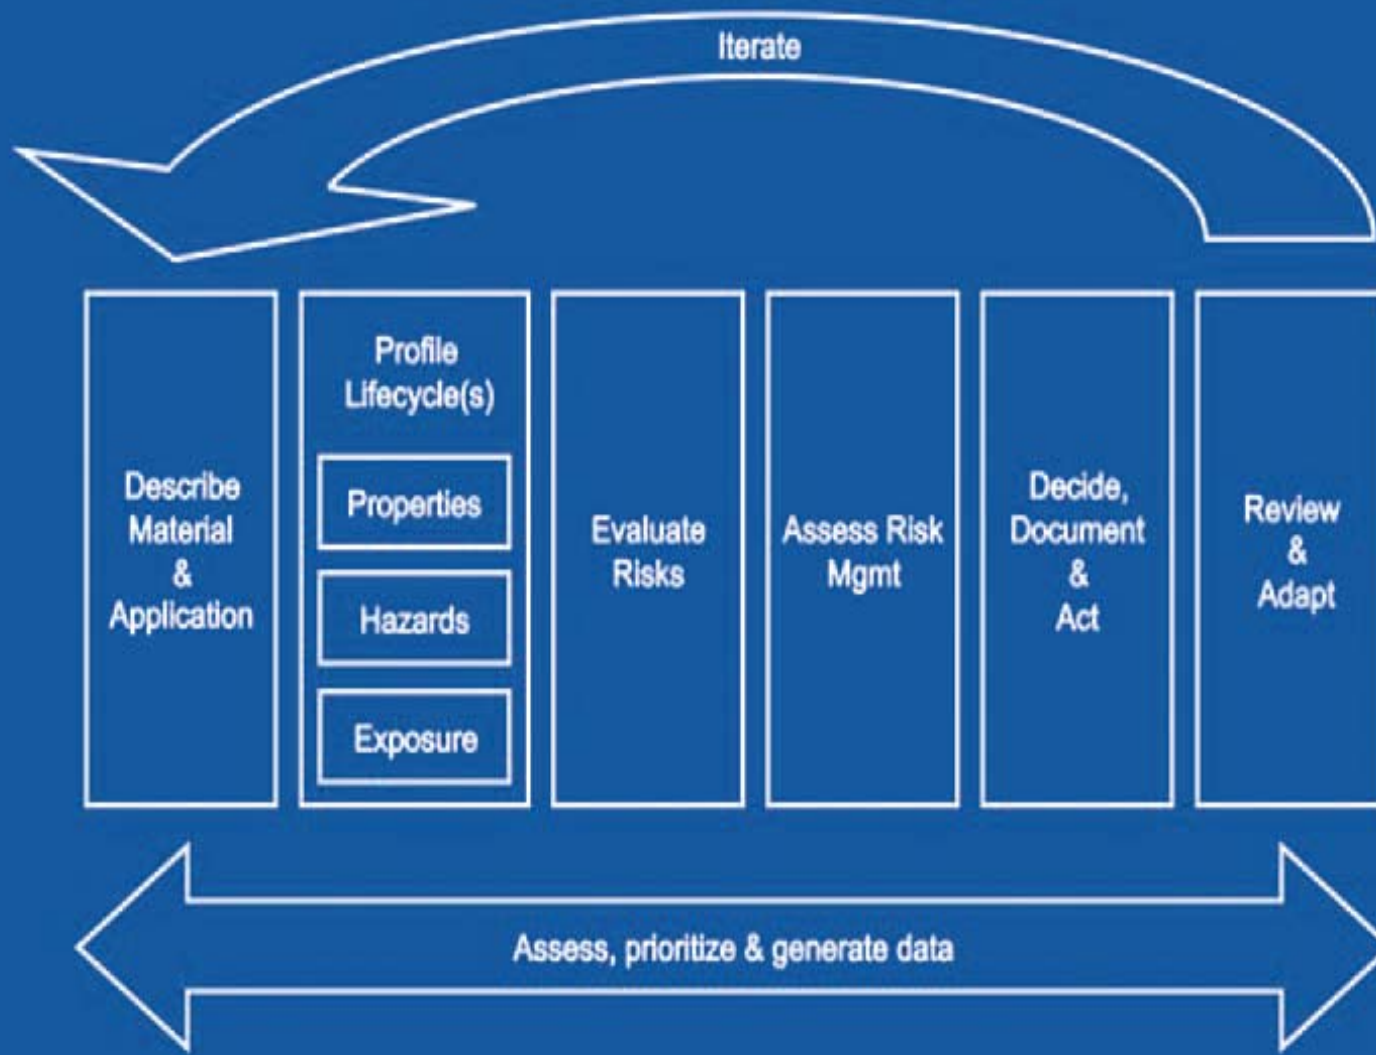 Iterate
Describe
Material
&
Application
Profile
Lifecycle(s)
Properties
Hazards
Exposure
Evaluate
Risks
Assess Risk
Mgmt
Decide,
Document
&
Act
Review
&
Adapt
Assess, prioritize & generate data